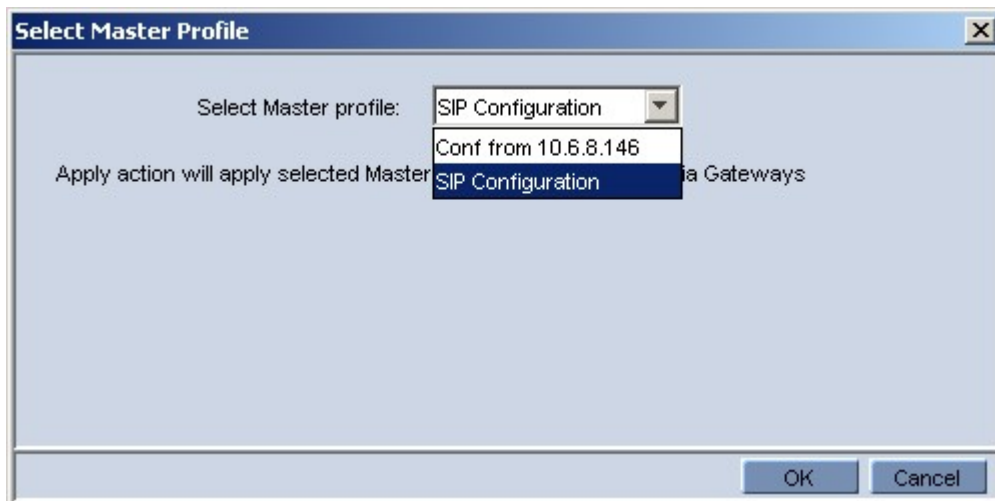 Select Master Profile
Select Master profile: SIP Configuration
Conf from 10.6.8.146
Apply action will apply selected Master ia Gateways
SIP Configuration
OK Cancel